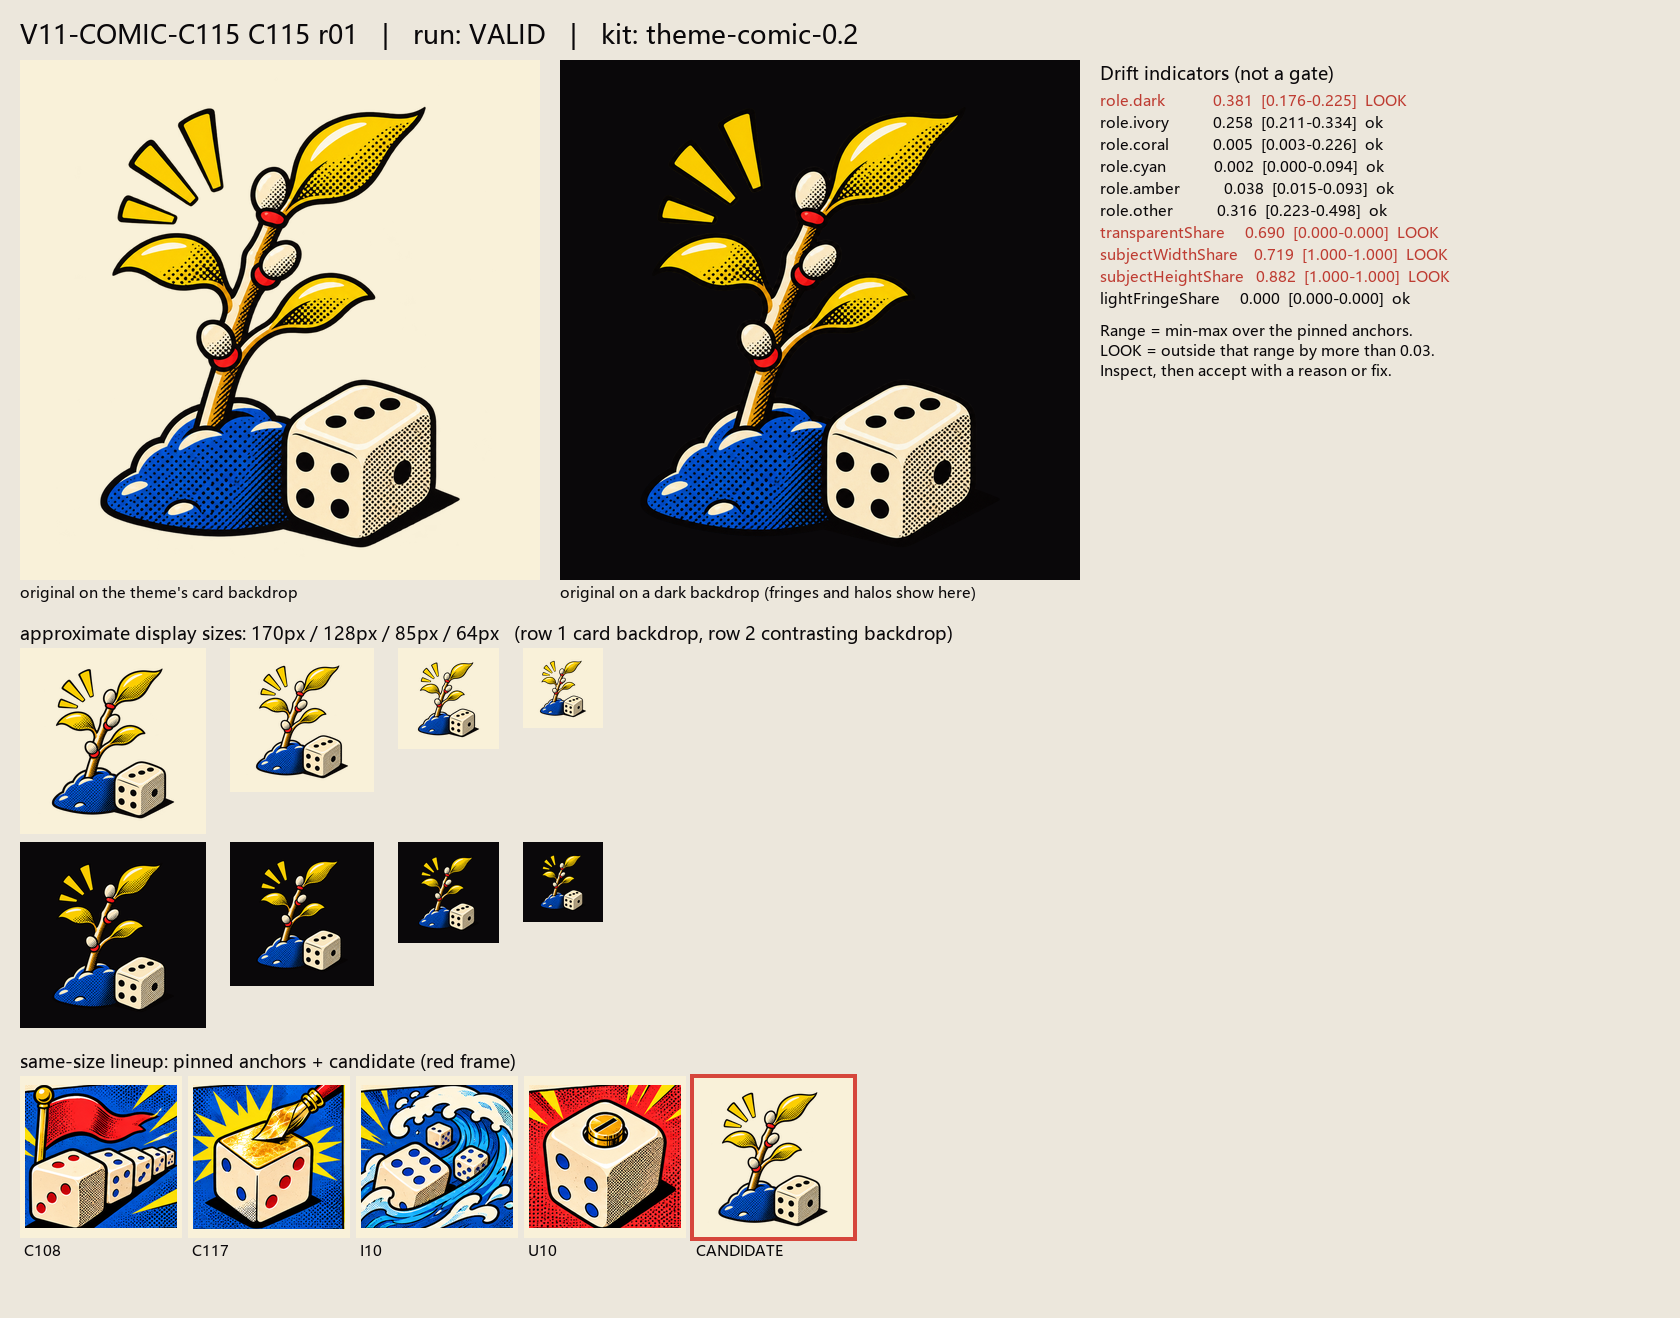 V11-COMIC-C115 C115 r01 | run: VALID | kit: theme-comic-0.2
Drift indicators (not a gate)
role.dark 0.381 [0.176-0.225] LOOK
role.ivory 0.258 [0.211-0.334] ok
role.coral 0.005 [0.003-0.226] ok
role.cyan 0.002 [0.000-0.094] ok
role.amber 0.038 [0.015-0.093] ok
role.other 0.316 [0.223-0.498] ok
transparentShare 0.690 [0.000-0.000] LOOK
subjectWidthShare 0.719 [1.000-1.000] LOOK
subjectHeightShare 0.882 [1.000-1.000] LOOK
lightFringeShare 0.000 [0.000-0.000] ok
Range = min-max over the pinned anchors.
LOOK = outside that range by more than 0.03.
Inspect, then accept with a reason or fix.
original on the theme's card backdrop
original on a dark backdrop (fringes and halos show here)
approximate display sizes: 170px / 128px / 85px / 64px (row 1 card backdrop, row 2 contrasting backdrop)
same-size lineup: pinned anchors + candidate (red frame)
C108
C117
I10
U10
CANDIDATE